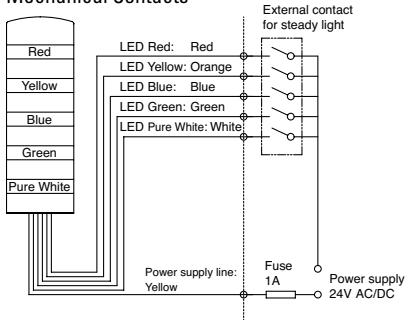 Mechanical Contacts
External contact
for steady light
Red
Yellow
Blue
Green
Pure White
LED Red: Red
LED Yellow: Orange
LED Blue: Blue
LED Green: Green
LED Pure White: White
Power supply line:
Yellow
Fuse
1A
Power supply
24V AC/DC